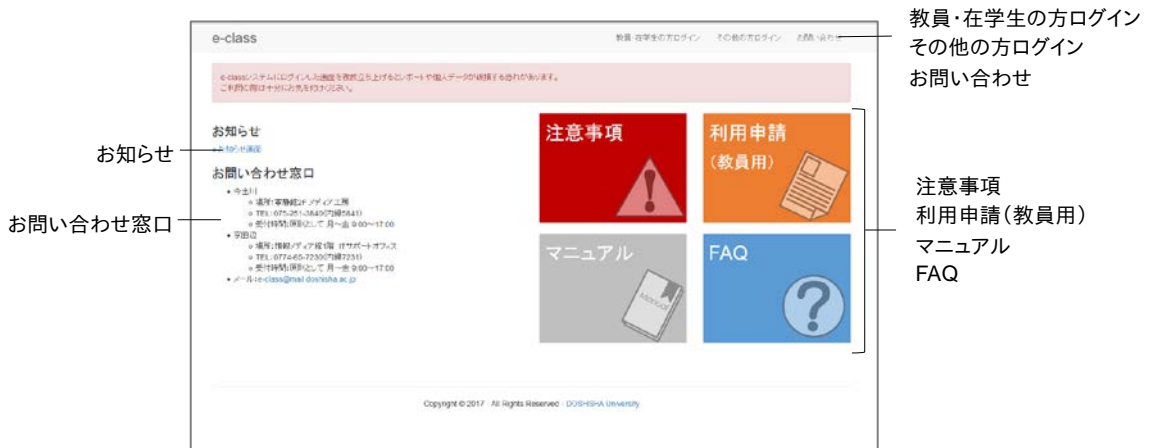 教員・在学生の方ログイン
その他の方ログイン
お問い合わせ
e-class
教員・在学生の方ログイン その他の方ログイン お問い合わせ
e-classシステムにログインした画面を複数立ち上げるとレポートや個人データが破損する恐れがあります。
ご利用の際は十分にお気を付けください。
お知らせ
お知らせ
お知らせ画面
お問い合わせ窓口
お問い合わせ窓口
今出川
TEL：075-251-3840(内線5841)
受付時間：原則として 月～金 9:00～17:00
京田辺
場所：情報メディア館1階 ITサポートオフィス
TEL：0774-65-7230(内線7231)
受付時間：原則として 月～金 9:00～17:00
メール：e-class@mail.doshisha.ac.jp
注意事項
利用申請
(教員用)
マニュアル
Manual
FAQ
注意事項
利用申請(教員用)
マニュアル
FAQ
Copyright © 2017 · All Rights Reserved · DOSHISHA University